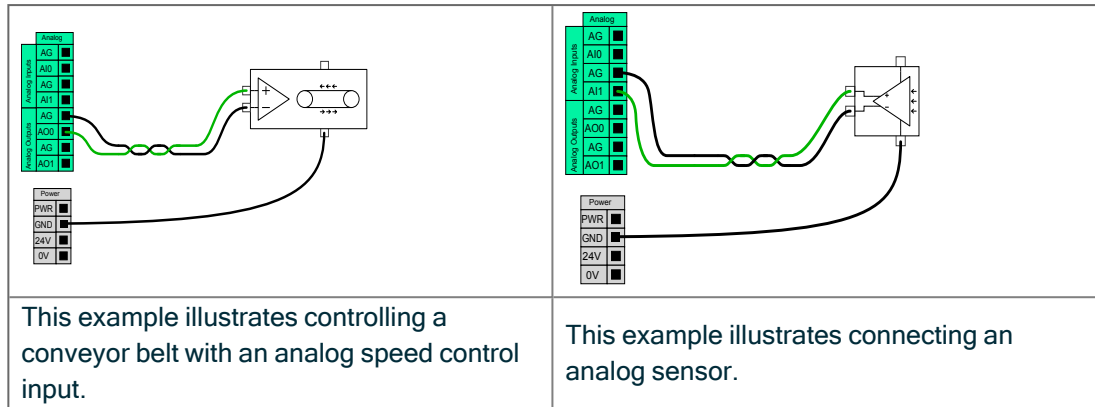 Analog
Analog Inputs
AG
AI0
AG
AI1
Analog Outputs
AG
AO0
AG
AO1
+
−
Power
PWR
GND
24V
0V
Analog
Analog Inputs
AG
AI0
AG
AI1
Analog Outputs
AG
AO0
AG
AO1
+
−
Power
PWR
GND
24V
0V
This example illustrates controlling a
conveyor belt with an analog speed control
input.
This example illustrates connecting an
analog sensor.